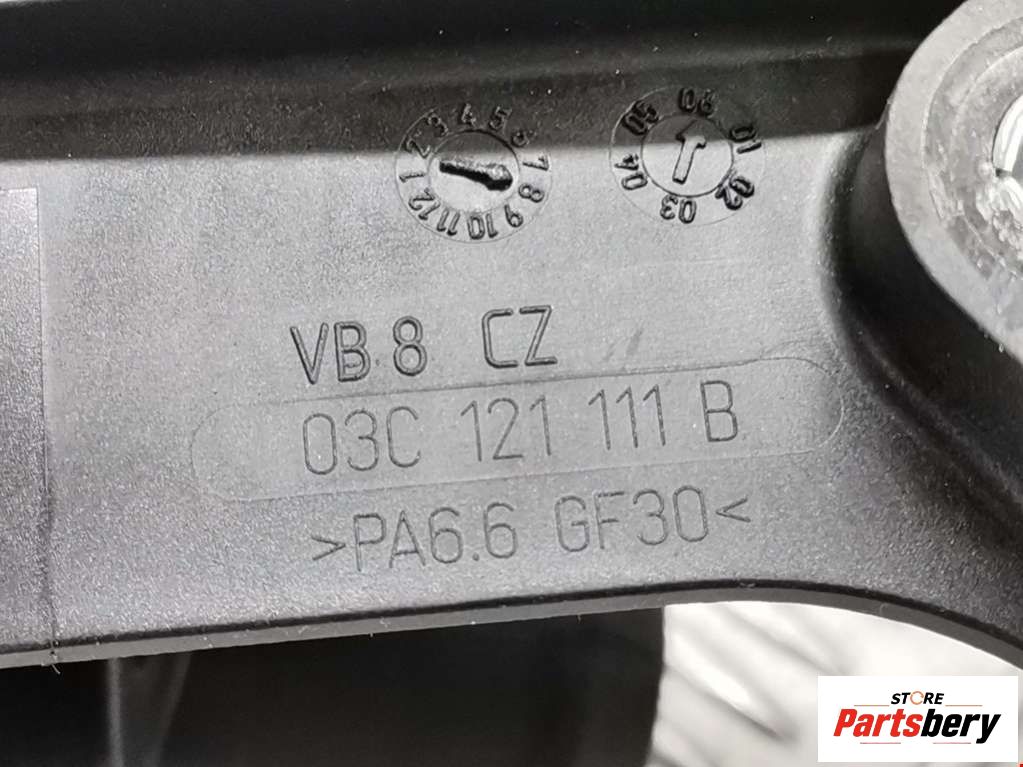 1 2 3 4 5 6 7 8 9 10 11 12
01 02 03 04 05 06
VB 8 CZ
03C 121 111 B
>PA6.6 GF30<
STORE
Partsbery